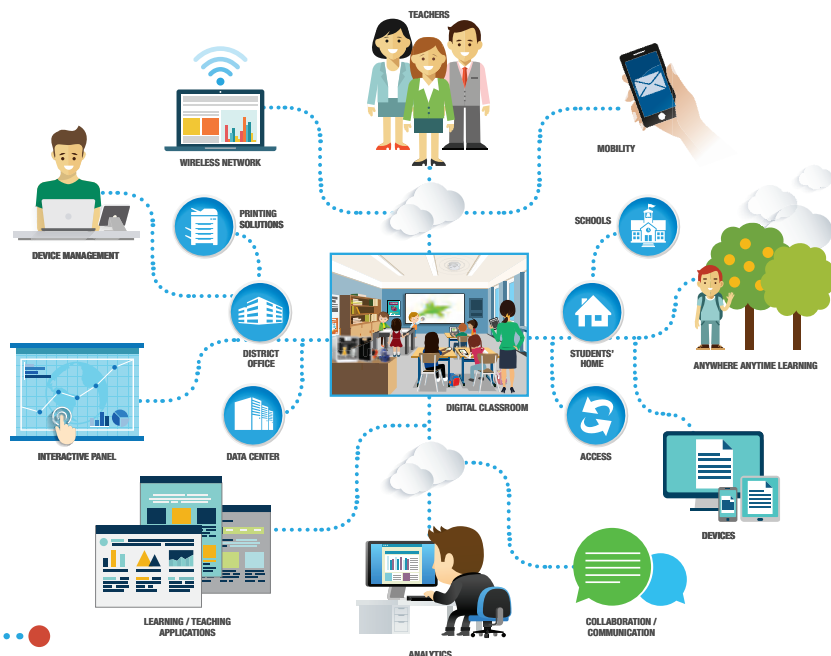 TEACHERS
WIRELESS NETWORK
MOBILITY
PRINTING
SOLUTIONS
SCHOOLS
DEVICE MANAGEMENT
DISTRICT
OFFICE
STUDENTS'
HOME
ANYWHERE ANYTIME LEARNING
DIGITAL CLASSROOM
INTERACTIVE PANEL
DATA CENTER
ACCESS
DEVICES
LEARNING / TEACHING
APPLICATIONS
COLLABORATION /
COMMUNICATION
ANALYTICS